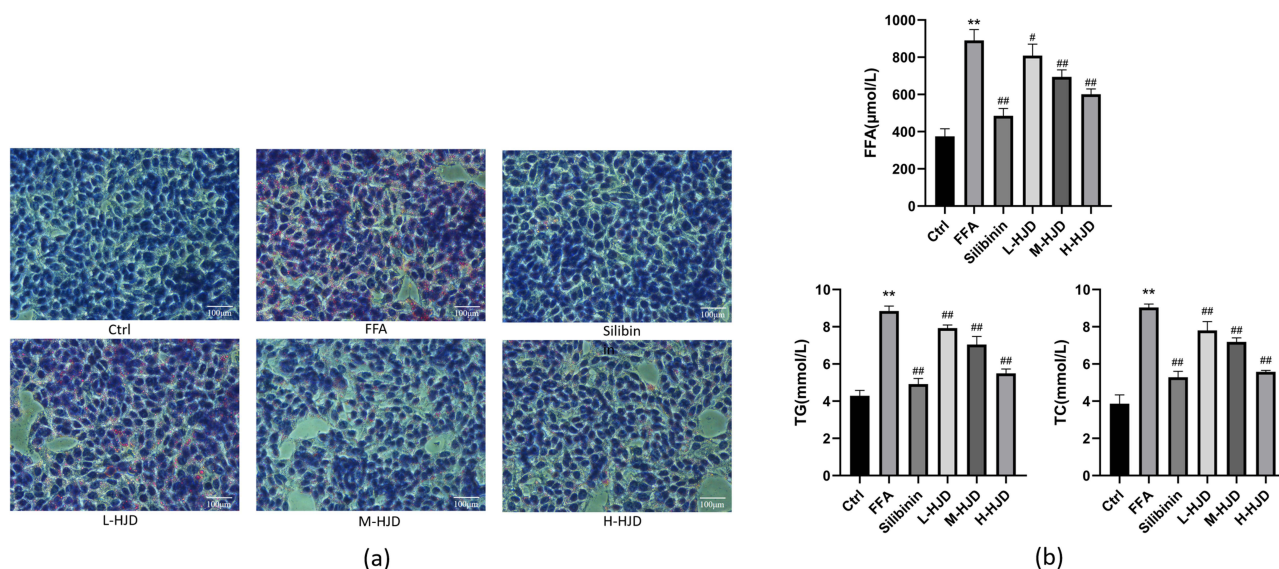 100μm
Ctrl
100μm
FFA
100μm
Silibin
in
100μm
L-HJD
100μm
M-HJD
100μm
H-HJD
(a)
FFA(μmol/L)
1000
800
600
400
200
0
**
##
#
##
##
Ctrl
FFA
Silibinin
L-HJD
M-HJD
H-HJD
TG(mmol/L)
10
8
6
4
2
0
**
##
##
##
##
Ctrl
FFA
Silibinin
L-HJD
M-HJD
H-HJD
TC(mmol/L)
10
8
6
4
2
0
**
##
##
##
##
Ctrl
FFA
Silibinin
L-HJD
M-HJD
H-HJD
(b)